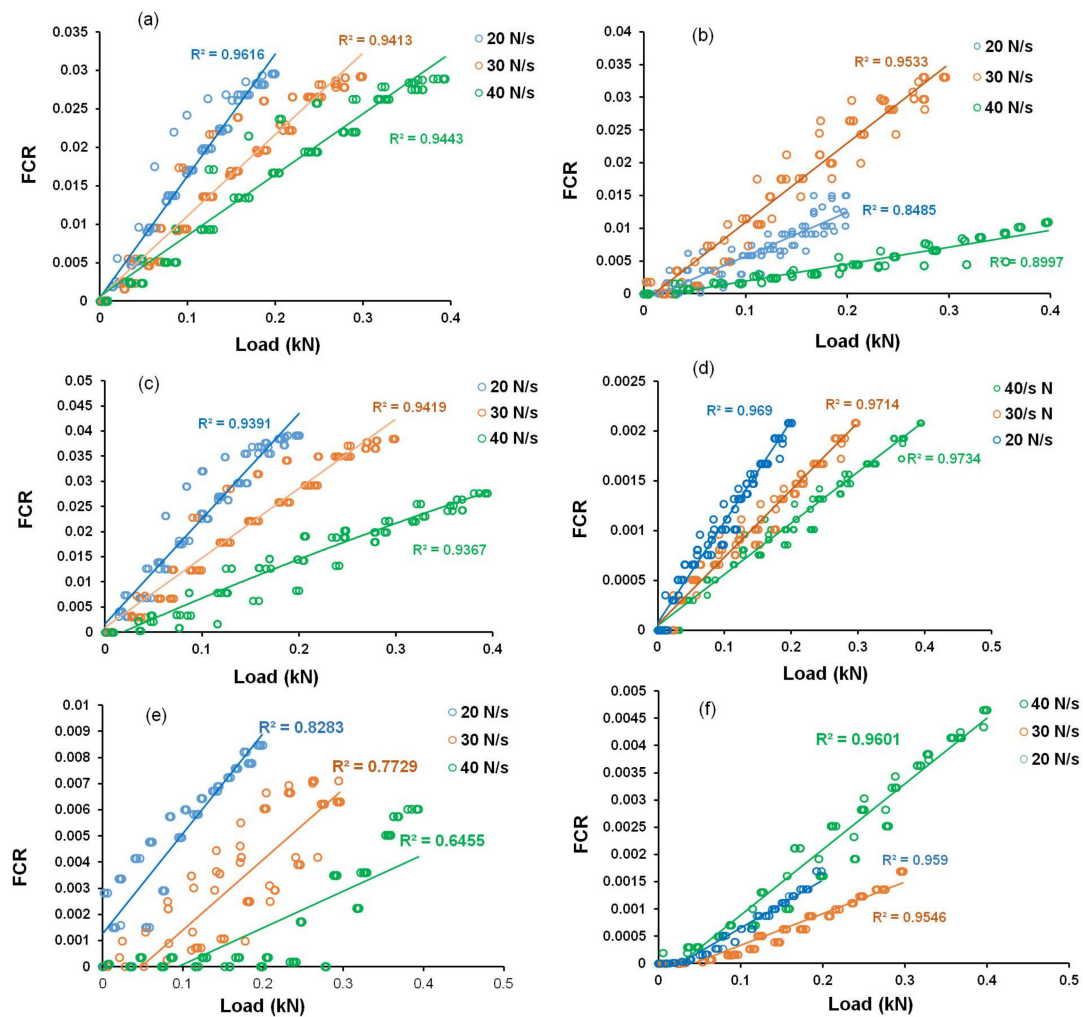 (a)
0.035
0.03
0.025
0.02
0.015
0.01
0.005
0
FCR
R² = 0.9616
R² = 0.9413
R² = 0.9443
20 N/s
30 N/s
40 N/s
0 0.1 0.2 0.3 0.4
Load (kN)
(b)
0.04
0.035
0.03
0.025
0.02
0.015
0.01
0.005
0
FCR
R² = 0.9533
R² = 0.8485
R² = 0.8997
20 N/s
30 N/s
40 N/s
0 0.1 0.2 0.3 0.4
Load (kN)
(c)
0.05
0.045
0.04
0.035
0.03
0.025
0.02
0.015
0.01
0.005
0
FCR
R² = 0.9391
R² = 0.9419
R² = 0.9367
20 N/s
30 N/s
40 N/s
0 0.1 0.2 0.3 0.4
Load (kN)
(d)
0.0025
0.002
0.0015
0.001
0.0005
0
FCR
R² = 0.969
R² = 0.9714
R² = 0.9734
40/s N
30/s N
20 N/s
0 0.1 0.2 0.3 0.4 0.5
Load (kN)
(e)
0.01
0.009
0.008
0.007
0.006
0.005
0.004
0.003
0.002
0.001
0
FCR
R² = 0.8283
R² = 0.7729
R² = 0.6455
20 N/s
30 N/s
40 N/s
0 0.1 0.2 0.3 0.4 0.5
Load (kN)
(f)
0.005
0.0045
0.004
0.0035
0.003
0.0025
0.002
0.0015
0.001
0.0005
0
FCR
R² = 0.9601
R² = 0.959
R² = 0.9546
40 N/s
30 N/s
20 N/s
0 0.1 0.2 0.3 0.4 0.5
Load (kN)